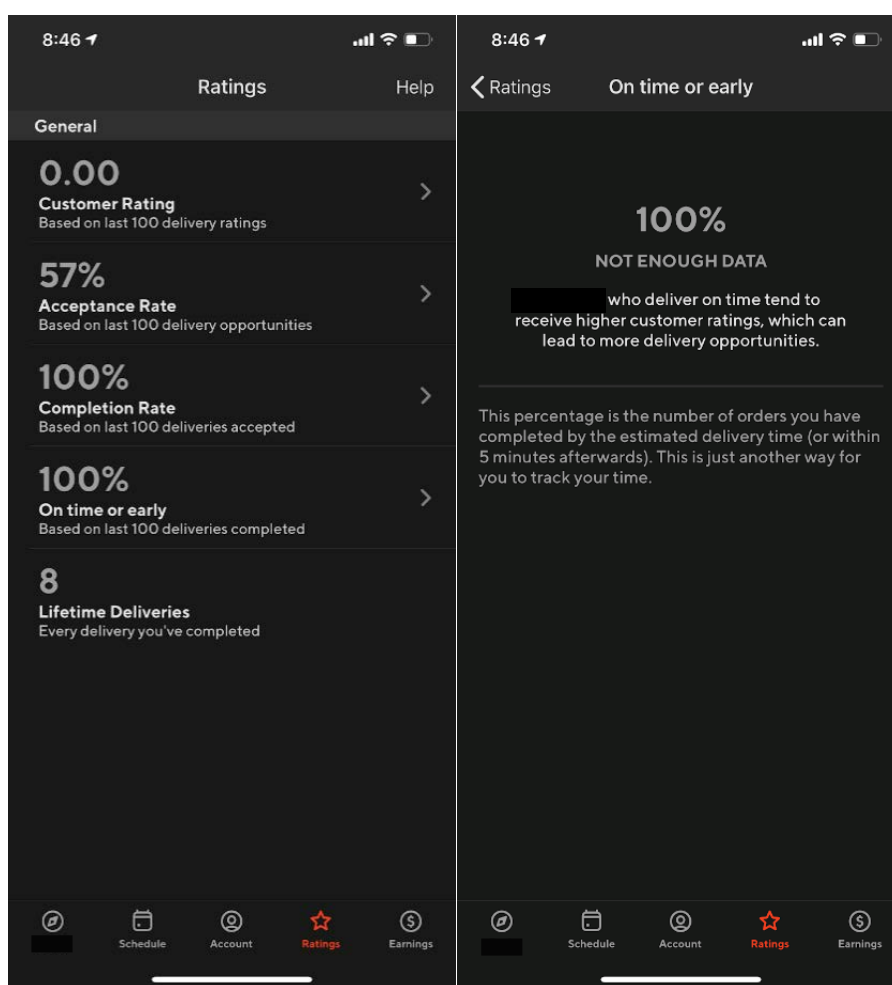 8:46
Ratings
Help
General
0.00
Customer Rating
Based on last 100 delivery ratings
57%
Acceptance Rate
Based on last 100 delivery opportunities
100%
Completion Rate
Based on last 100 deliveries accepted
100%
On time or early
Based on last 100 deliveries completed
8
Lifetime Deliveries
Every delivery you've completed
Schedule
Account
Ratings
Earnings
8:46
Ratings
On time or early
100%
NOT ENOUGH DATA
who deliver on time tend to
receive higher customer ratings, which can
lead to more delivery opportunities.
This percentage is the number of orders you have
completed by the estimated delivery time (or within
5 minutes afterwards). This is just another way for
you to track your time.
Schedule
Account
Ratings
Earnings